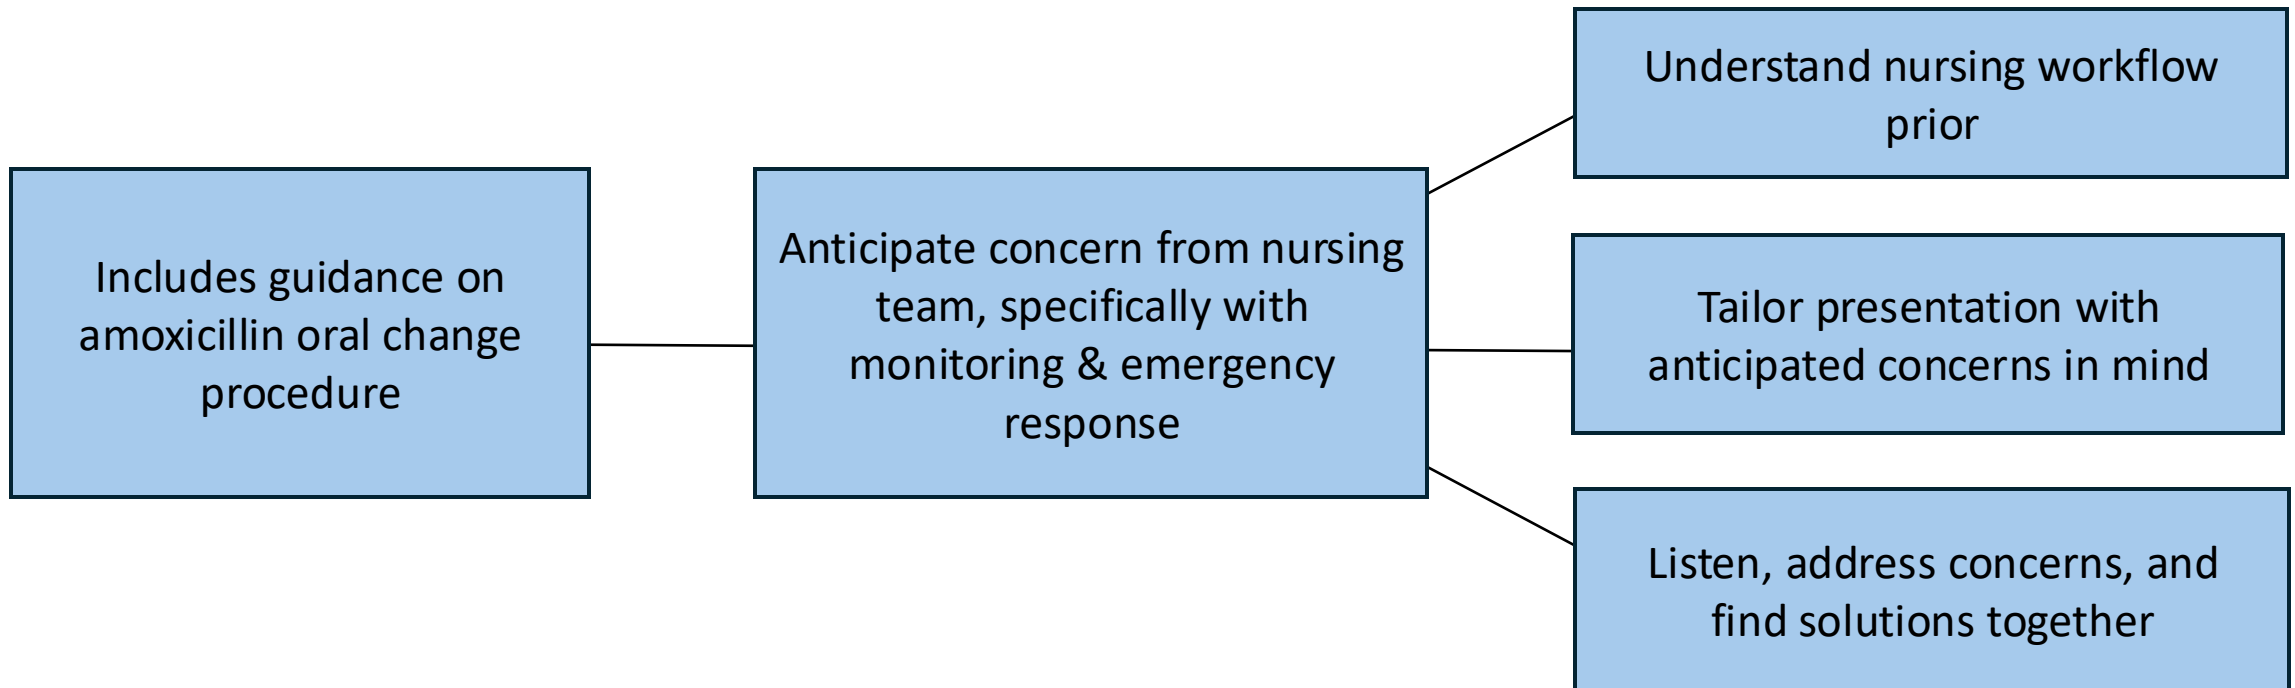 Includes guidance on
amoxicillin oral change
procedure
Anticipate concern from nursing
team, specifically with
monitoring & emergency
response
Understand nursing workflow
prior
Tailor presentation with
anticipated concerns in mind
Listen, address concerns, and
find solutions together